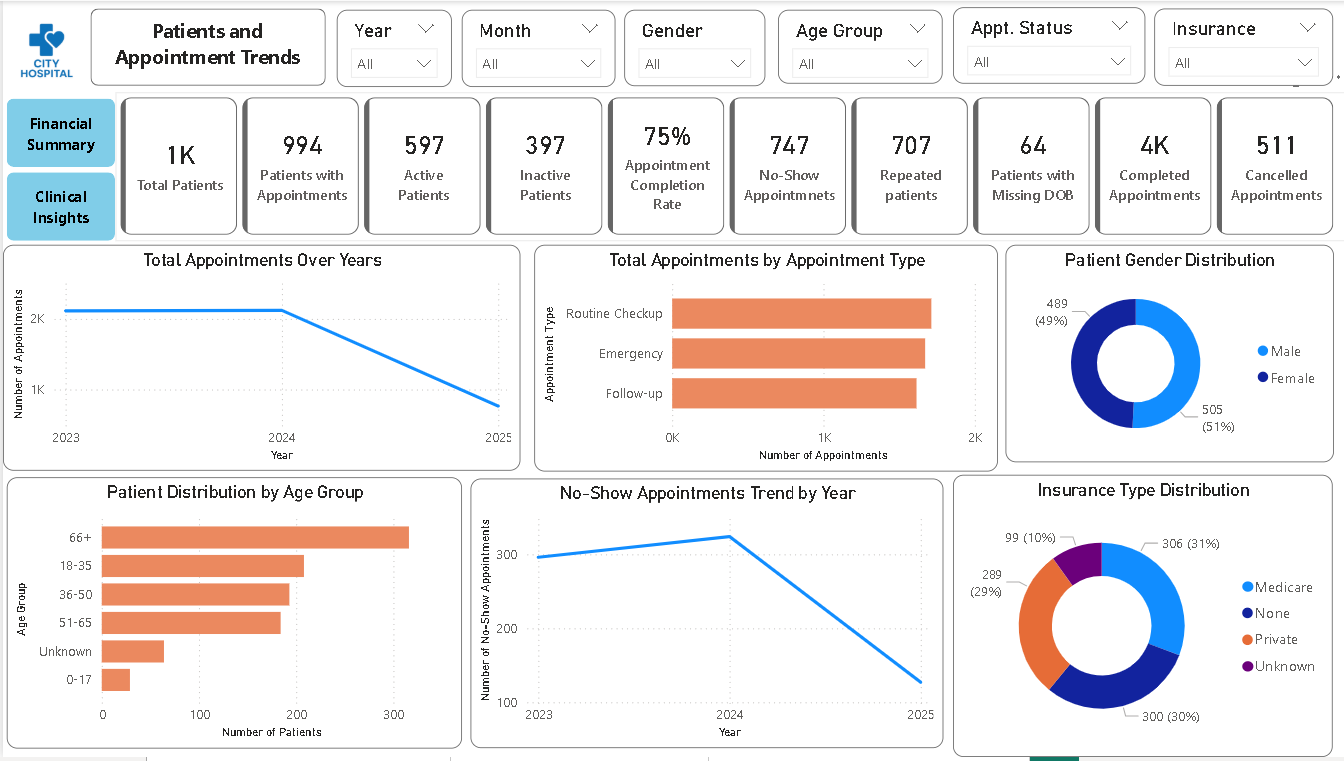 CITY
HOSPITAL
Patients and
Appointment Trends
Year
All
Month
All
Gender
All
Age Group
All
Appt. Status
All
Insurance
All
Financial
Summary
Clinical
Insights
1K
Total Patients
994
Patients with
Appointments
597
Active
Patients
397
Inactive
Patients
75%
Appointment
Completion
Rate
747
No-Show
Appointmnets
707
Repeated
patients
64
Patients with
Missing DOB
4K
Completed
Appointments
511
Cancelled
Appointments
Total Appointments Over Years
Number of Appointments
2K
1K
2023
2024
2025
Year
Total Appointments by Appointment Type
Appointment Type
Routine Checkup
Emergency
Follow-up
0K
1K
2K
Number of Appointments
Patient Gender Distribution
489
(49%)
505
(51%)
Male
Female
Patient Distribution by Age Group
Age Group
66+
18-35
36-50
51-65
Unknown
0-17
0
100
200
300
Number of Patients
No-Show Appointments Trend by Year
Number of No-Show Appointments
300
200
100
2023
2024
2025
Year
Insurance Type Distribution
99 (10%)
306 (31%)
289
(29%)
300 (30%)
Medicare
None
Private
Unknown